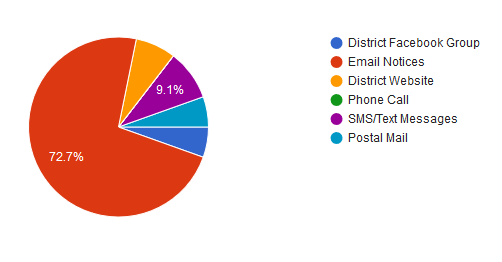 District Facebook Group
Email Notices
District Website
Phone Call
SMS/Text Messages
Postal Mail
9.1%
72.7%